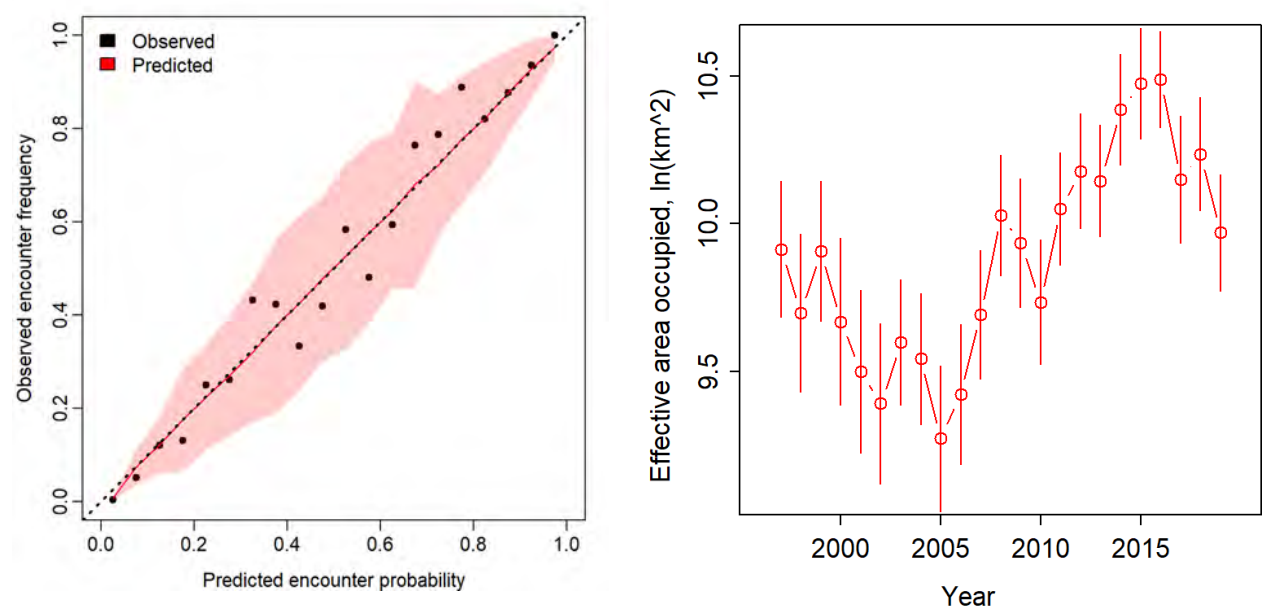 Observed
Predicted
1.0
0.8
0.6
0.4
0.2
0.0
Observed encounter frequency
0.0 0.2 0.4 0.6 0.8 1.0
Predicted encounter probability
10.5
10.0
9.5
Effective area occupied, ln(km^2)
2000 2005 2010 2015
Year